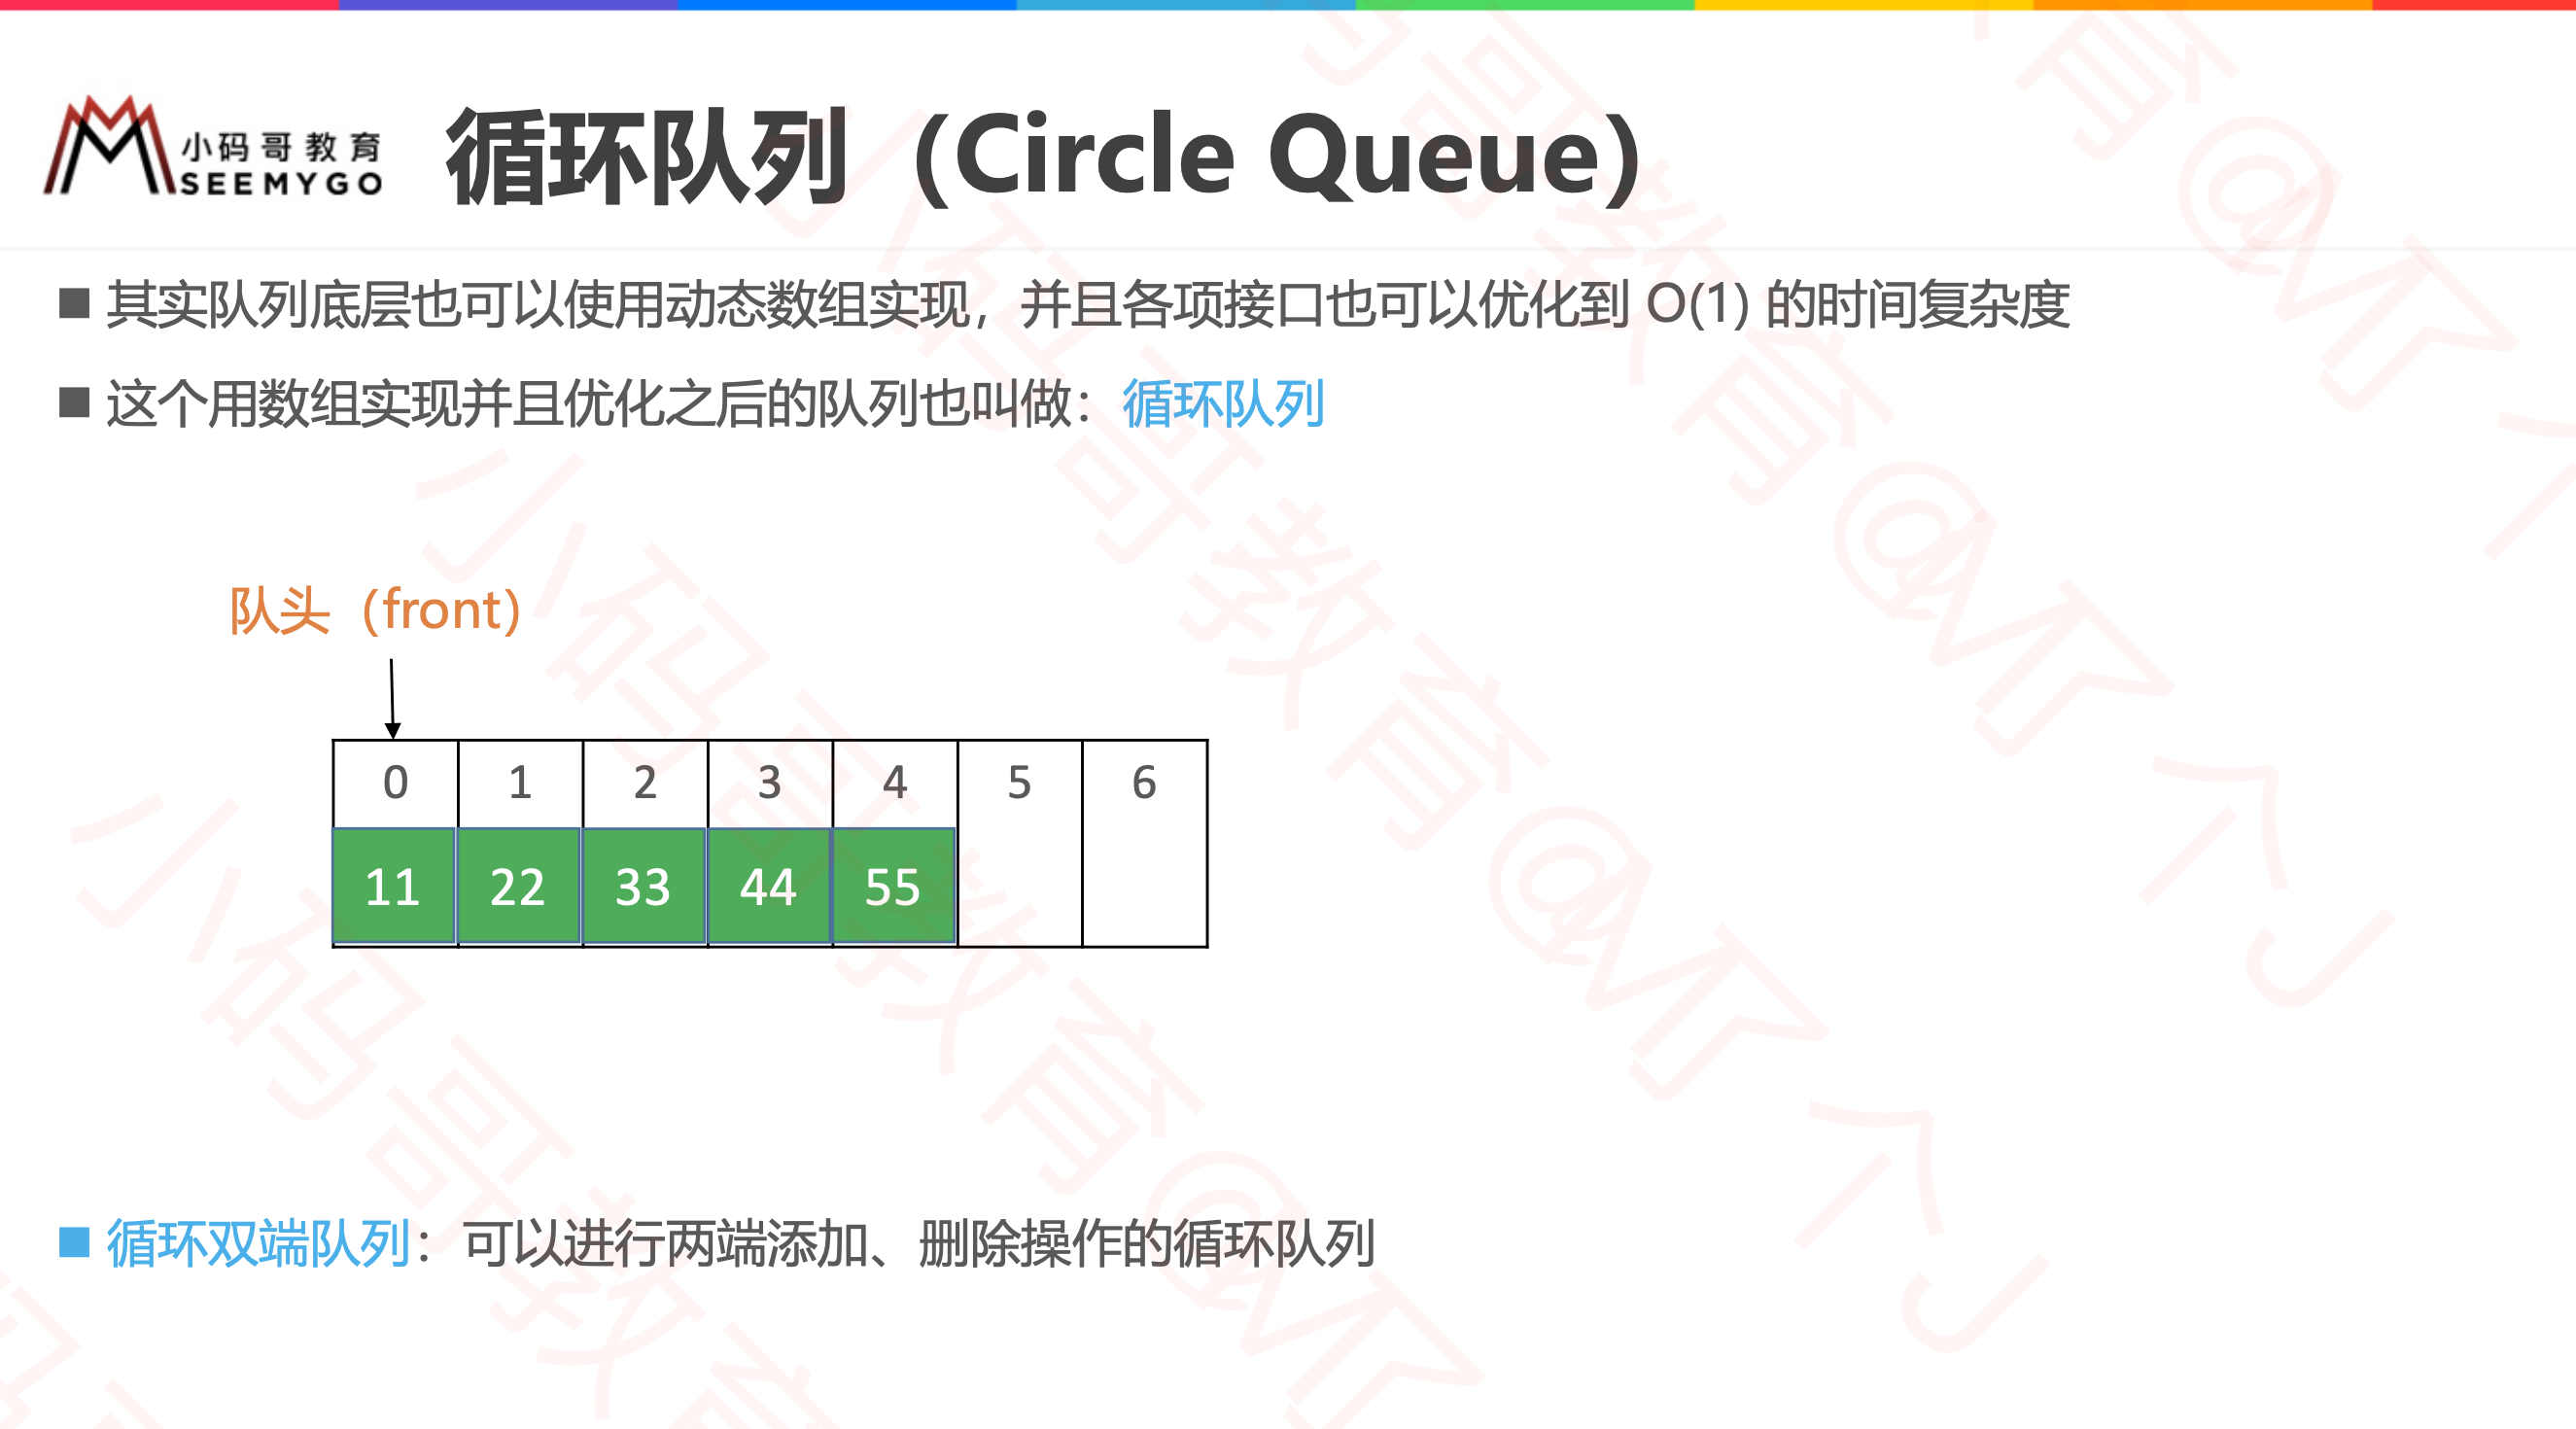 小码哥教育
SEEMYGO
循环队列（Circle Queue）
其实队列底层也可以使用动态数组实现，并且各项接口也可以优化到 O(1) 的时间复杂度
这个用数组实现并且优化之后的队列也叫做：循环队列
队头（front）
0 1 2 3 4 5 6
11 22 33 44 55
循环双端队列：可以进行两端添加、删除操作的循环队列
小码哥教育@M了个J